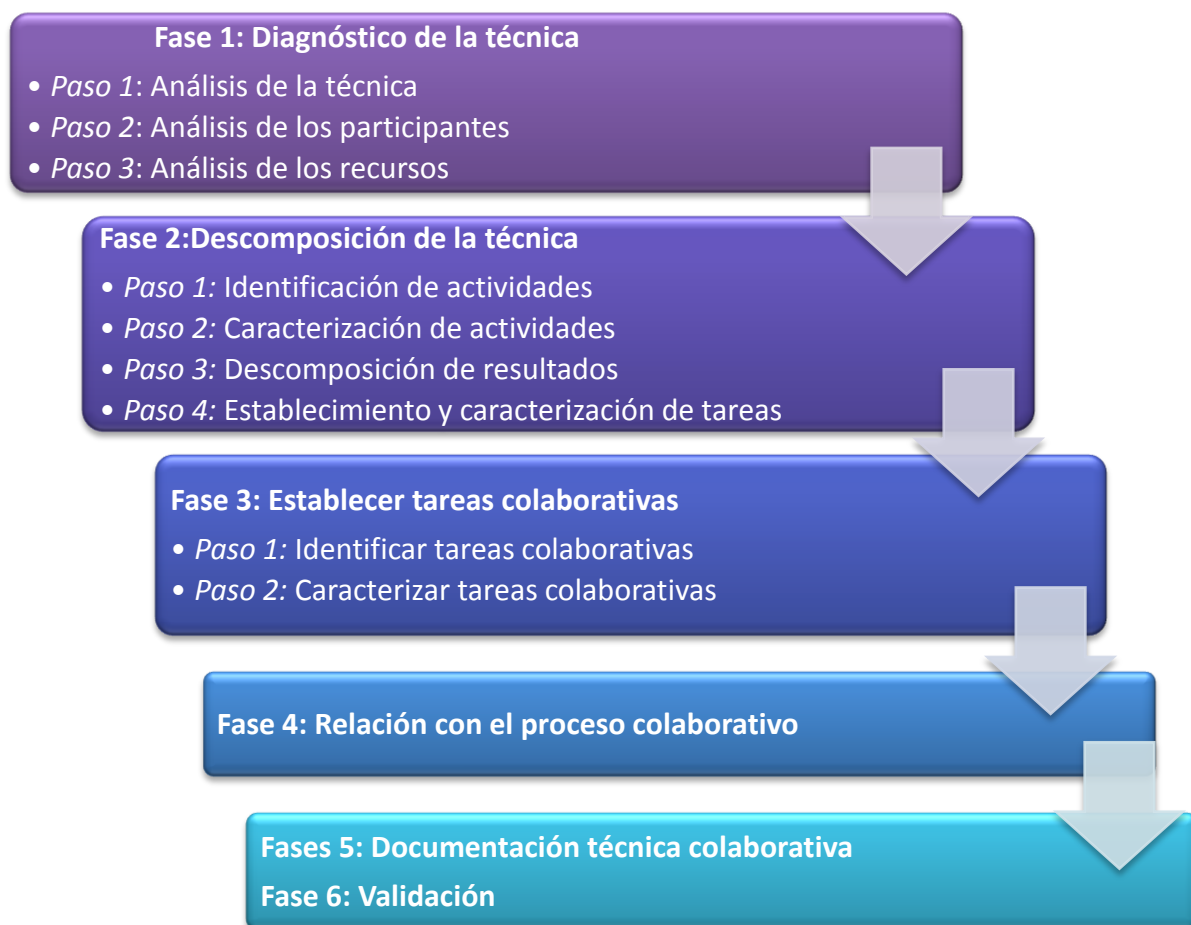 Fase 1: Diagnóstico de la técnica
• Paso 1: Análisis de la técnica
• Paso 2: Análisis de los participantes
• Paso 3: Análisis de los recursos
Fase 2:Descomposición de la técnica
• Paso 1: Identificación de actividades
• Paso 2: Caracterización de actividades
• Paso 3: Descomposición de resultados
• Paso 4: Establecimiento y caracterización de tareas
Fase 3: Establecer tareas colaborativas
• Paso 1: Identificar tareas colaborativas
• Paso 2: Caracterizar tareas colaborativas
Fase 4: Relación con el proceso colaborativo
Fases 5: Documentación técnica colaborativa
Fase 6: Validación